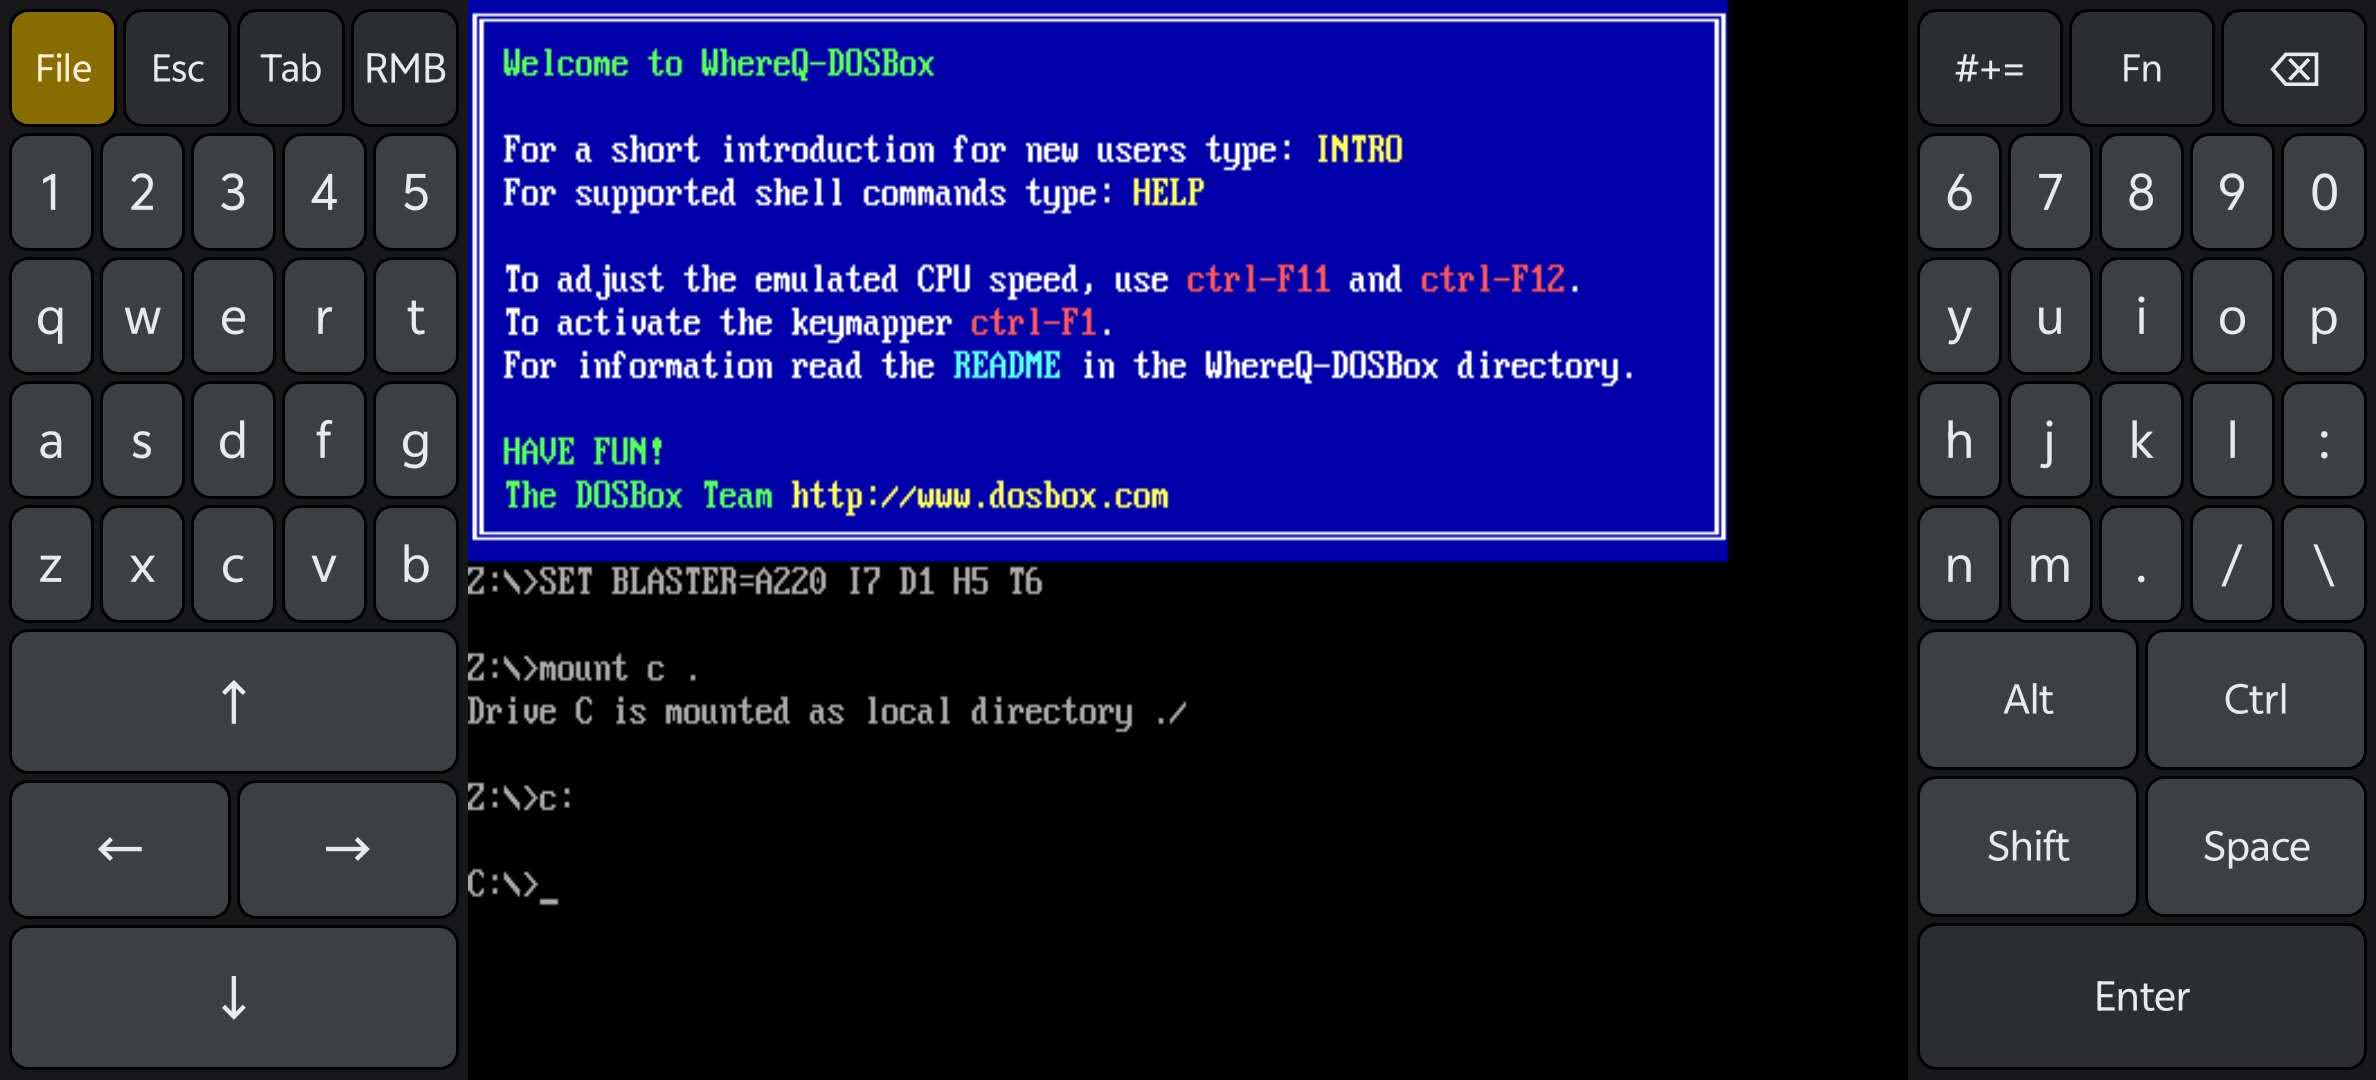 File Esc Tab RMB
1 2 3 4 5
q w e r t
a s d f g
z x c v b
↑
← →
↓
Welcome to WhereQ-DOSBox
For a short introduction for new users type: INTRO
For supported shell commands type: HELP
To adjust the emulated CPU speed, use ctrl-F11 and ctrl-F12.
To activate the keymapper ctrl-F1.
For information read the README in the WhereQ-DOSBox directory.
HAVE FUN!
The DOSBox Team http://www.dosbox.com
Z:\>SET BLASTER=A220 I7 D1 H5 T6
Z:\>mount c .
Drive C is mounted as local directory ./
Z:\>c:
C:\>_
#+= Fn ⌫
6 7 8 9 0
y u i o p
h j k l :
n m . / \
Alt Ctrl
Shift Space
Enter